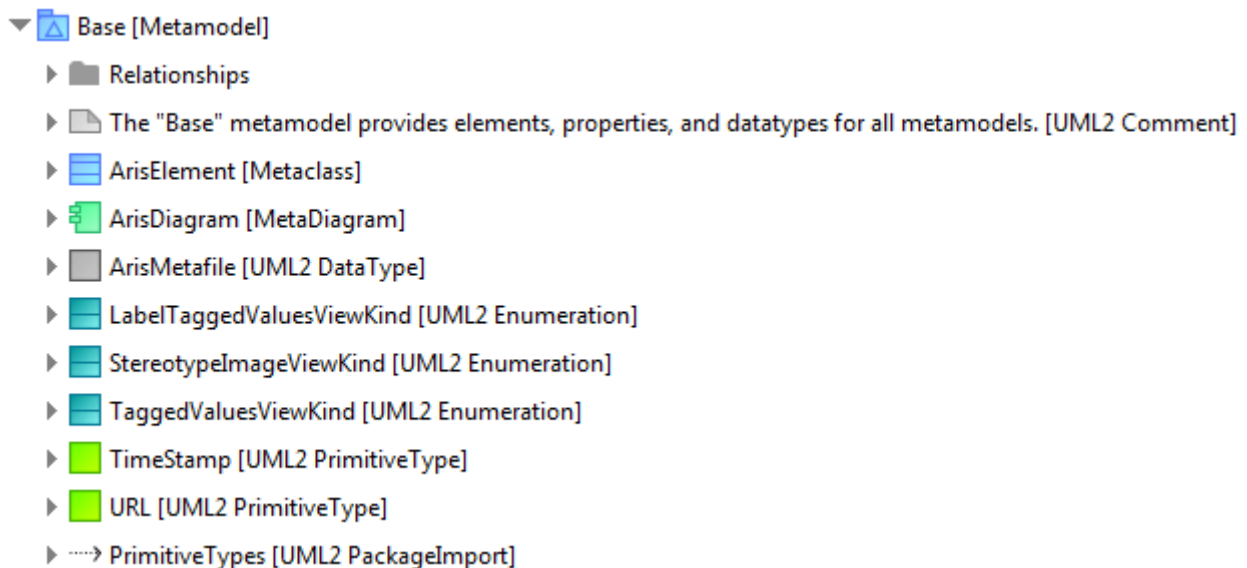 Base [Metamodel]
Relationships
The "Base" metamodel provides elements, properties, and datatypes for all metamodels. [UML2 Comment]
ArisElement [Metaclass]
ArisDiagram [MetaDiagram]
ArisMetafile [UML2 DataType]
LabelTaggedValuesViewKind [UML2 Enumeration]
StereotypeImageViewKind [UML2 Enumeration]
TaggedValuesViewKind [UML2 Enumeration]
TimeStamp [UML2 PrimitiveType]
URL [UML2 PrimitiveType]
PrimitiveTypes [UML2 PackageImport]